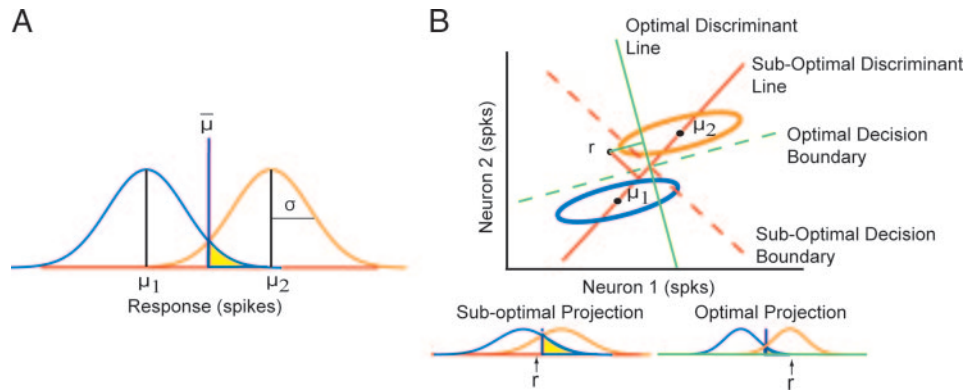 A
μ̅
σ
μ1
μ2
Response (spikes)
B
Optimal Discriminant
Line
Sub-Optimal Discriminant
Line
μ2
r
Optimal Decision
Boundary
μ1
Neuron 2 (spks)
Sub-Optimal Decision
Boundary
Neuron 1 (spks)
Sub-optimal Projection
Optimal Projection
r
r